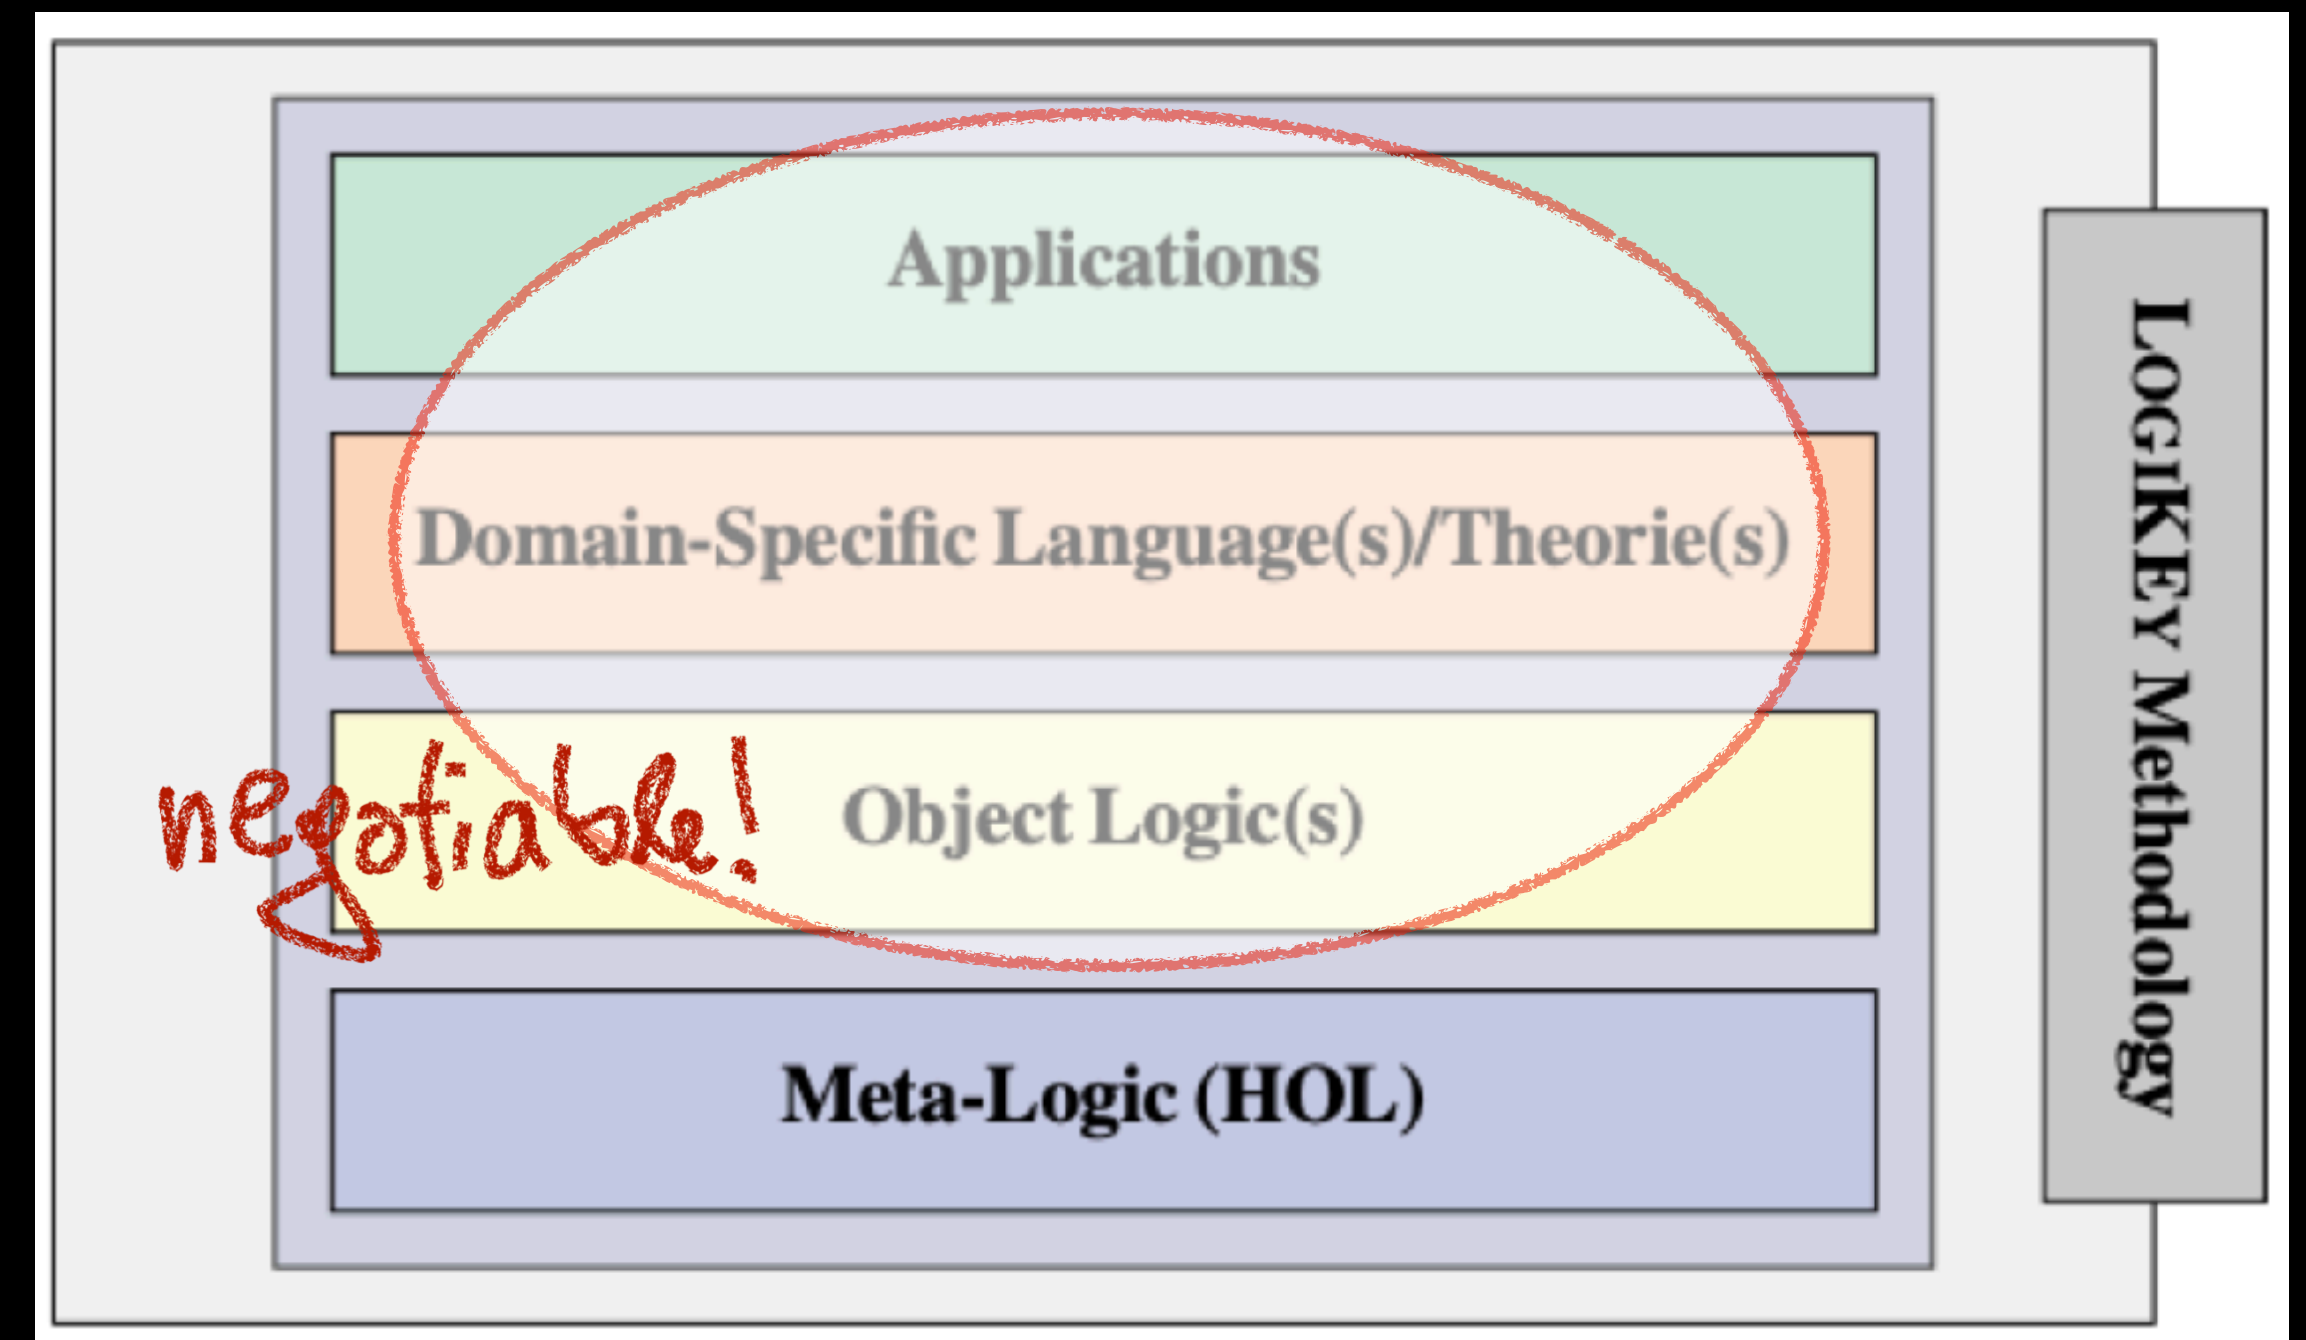 Applications
Domain-Specific Language(s)/Theorie(s)
negotiable!
Object Logic(s)
Meta-Logic (HOL)
LOGIKEY Methodology